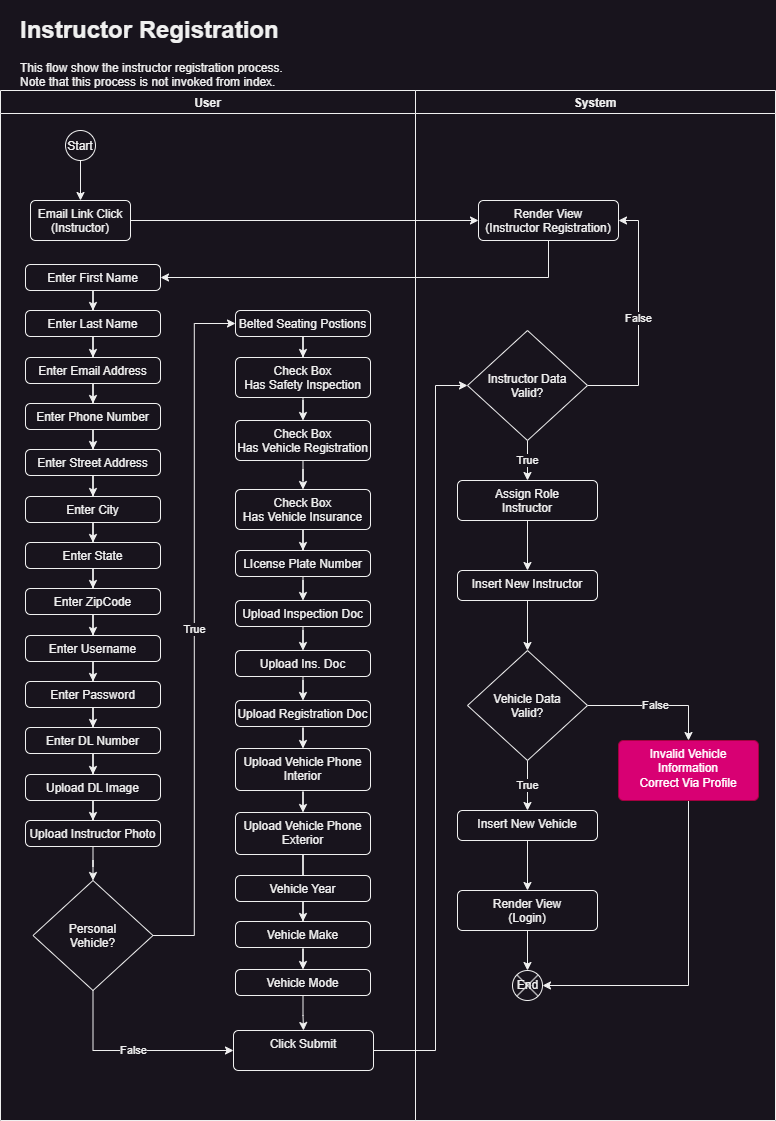 Instructor Registration
This flow show the instructor registration process.
Note that this process is not invoked from index.
User
System
Start
Email Link Click
(Instructor)
Render View
(Instructor Registration)
Enter First Name
Enter Last Name
Enter Email Address
Enter Phone Number
Enter Street Address
Enter City
Enter State
Enter ZipCode
Enter Username
Enter Password
Enter DL Number
Upload DL Image
Upload Instructor Photo
Personal
Vehicle?
True
False
Belted Seating Postions
Check Box
Has Safety Inspection
Check Box
Has Vehicle Registration
Check Box
Has Vehicle Insurance
LIcense Plate Number
Upload Inspection Doc
Upload Ins. Doc
Upload Registration Doc
Upload Vehicle Phone
Interior
Upload Vehicle Phone
Exterior
Vehicle Year
Vehicle Make
Vehicle Mode
Click Submit
Instructor Data
Valid?
False
True
Assign Role
Instructor
Insert New Instructor
Vehicle Data
Valid?
False
Invalid Vehicle
Information
Correct Via Profile
True
Insert New Vehicle
Render View
(Login)
End